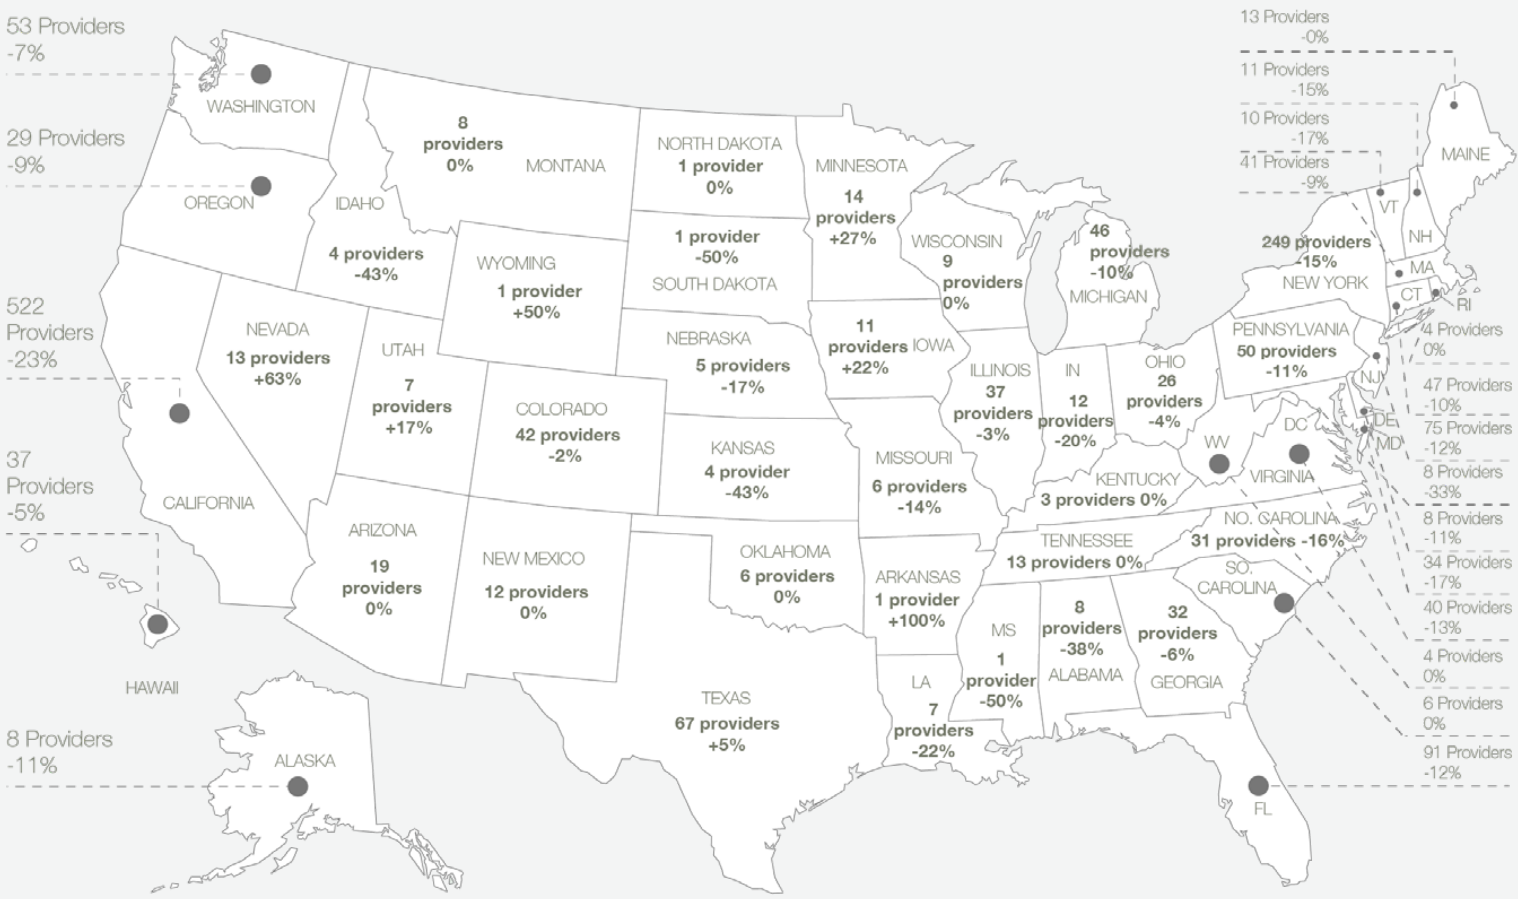 53 Providers
-7%
WASHINGTON
29 Providers
-9%
OREGON
522
Providers
-23%
CALIFORNIA
37
Providers
-5%
HAWAII
8 Providers
-11%
ALASKA
IDAHO
4 providers
-43%
8
providers
0%
MONTANA
WYOMING
1 provider
+50%
NEVADA
13 providers
+63%
UTAH
7
providers
+17%
COLORADO
42 providers
-2%
ARIZONA
19
providers
0%
NEW MEXICO
12 providers
0%
NORTH DAKOTA
1 provider
0%
1 provider
-50%
SOUTH DAKOTA
NEBRASKA
5 providers
-17%
KANSAS
4 provider
-43%
OKLAHOMA
6 providers
0%
TEXAS
67 providers
+5%
MINNESOTA
14
providers
+27%
11
providers IOWA
+22%
MISSOURI
6 providers
-14%
ARKANSAS
1 provider
+100%
LA
7
providers
-22%
WISCONSIN
9
providers
0%
ILLINOIS
37
providers
-3%
46
providers
-10%
MICHIGAN
IN
12
providers
-20%
OHIO
26
providers
-4%
KENTUCKY
3 providers 0%
TENNESSEE
13 providers 0%
MS
1
provider
-50%
8
providers
-38%
ALABAMA
32
providers
-6%
GEORGIA
SO.
CAROLINA
NO. CAROLINA
31 providers -16%
WV
DC
VIRGINIA
FL
PENNSYLVANIA
50 providers
-11%
249 providers
-15%
NEW YORK
13 Providers
-0%
11 Providers
-15%
10 Providers
-17%
41 Providers
-9%
MAINE
VT
NH
MA
CT
RI
NJ
DE
MD
4 Providers
0%
47 Providers
-10%
75 Providers
-12%
8 Providers
-33%
8 Providers
-11%
34 Providers
-17%
40 Providers
-13%
4 Providers
0%
6 Providers
0%
91 Providers
-12%